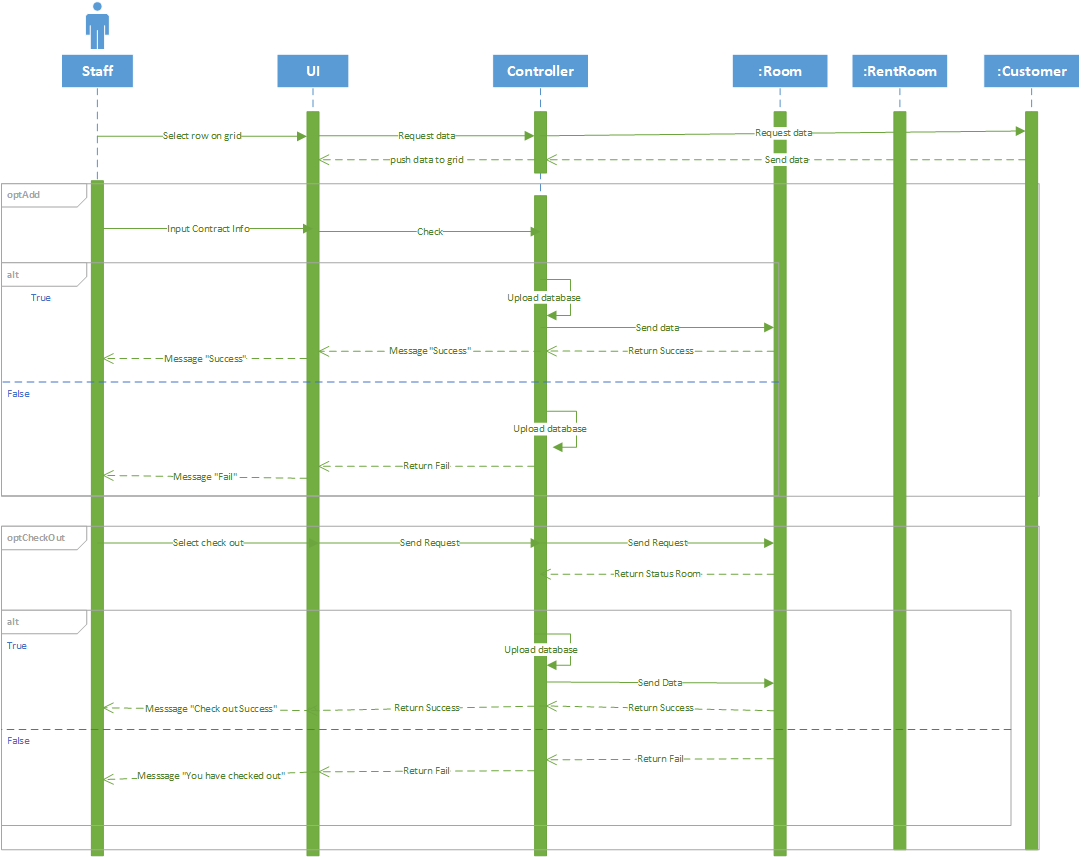 Staff
UI
Controller
:Room
:RentRoom
:Customer
Select row on grid
Request data
Request data
push data to grid
Send data
optAdd
Input Contract Info
Check
alt
True
Upload database
Send data
Message "Success"
Message "Success"
Return Success
False
Upload database
Return Fail
Message "Fail"
optCheckOut
Select check out
Send Request
Send Request
Return Status Room
alt
True
Upload database
Send Data
Messsage "Check out Success"
Return Success
Return Success
False
Return Fail
Return Fail
Messsage "You have checked out"